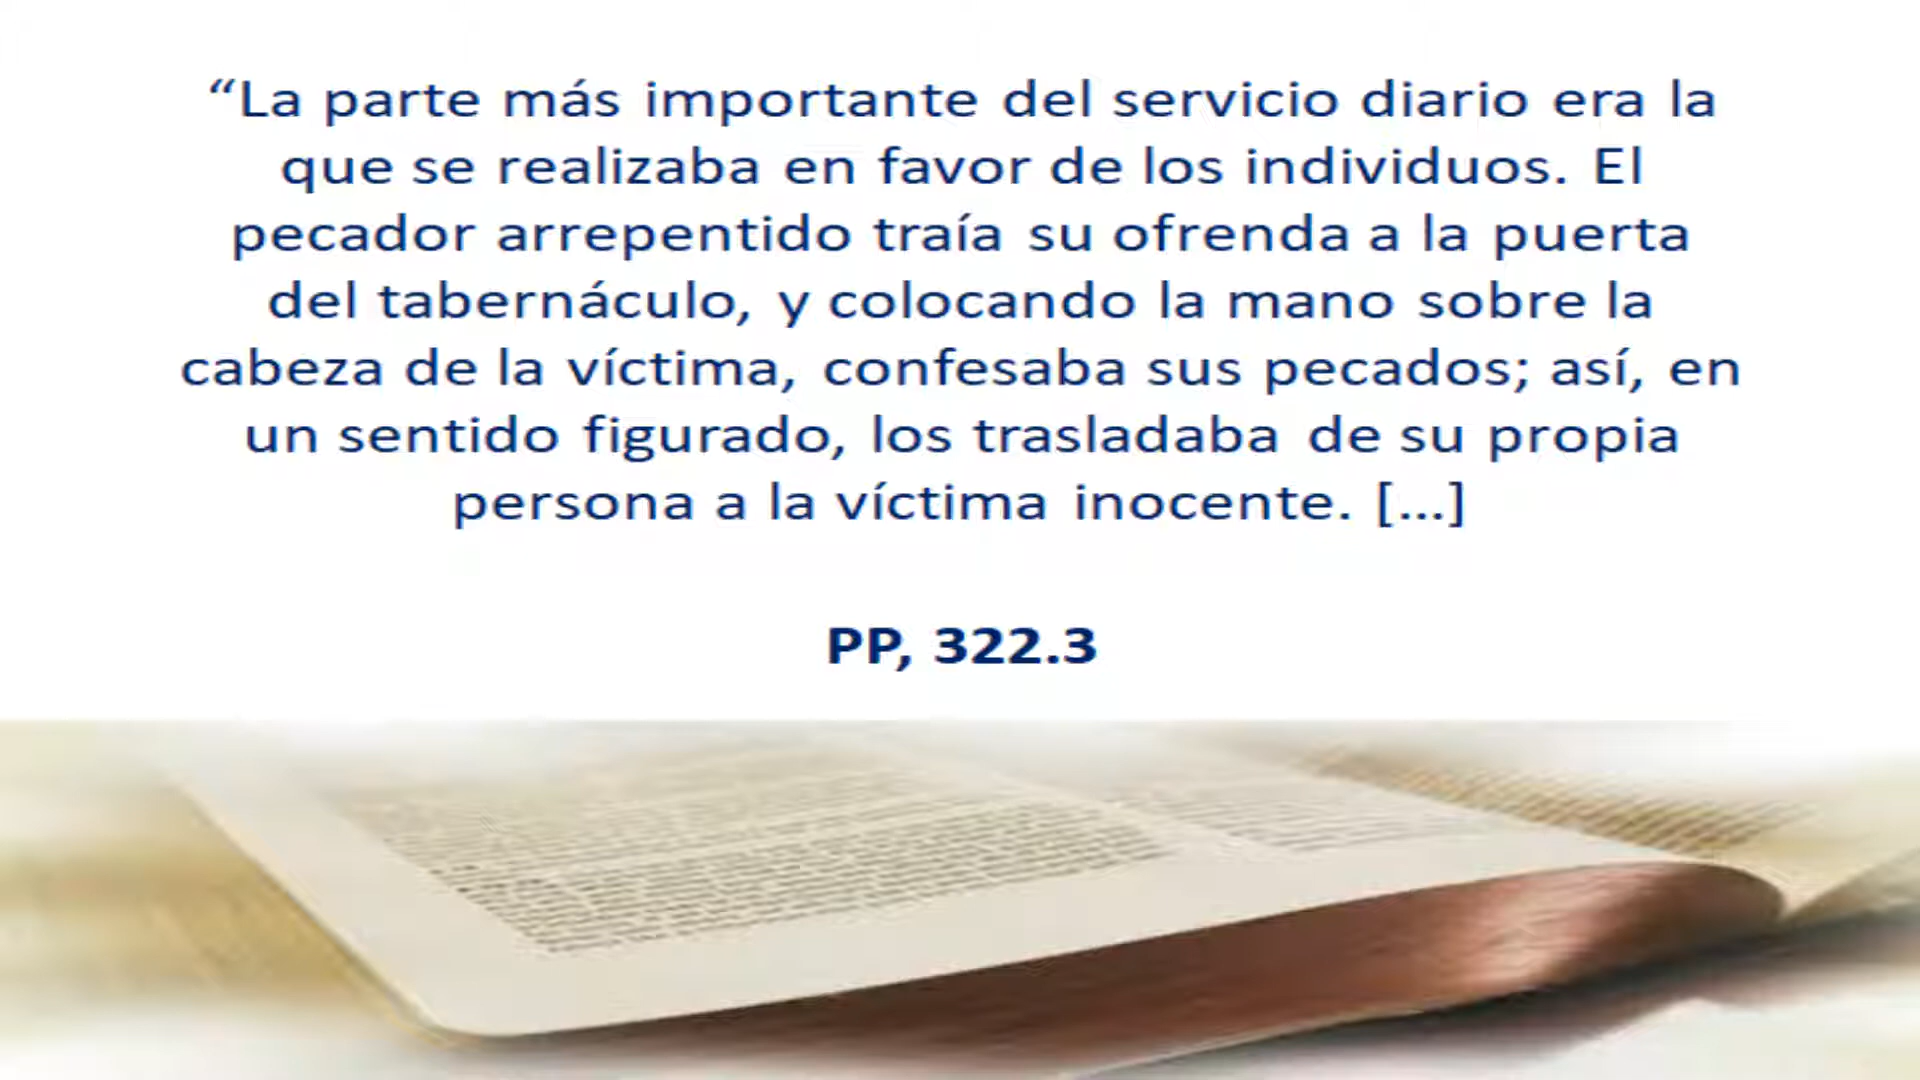 “La parte más importante del servicio diario era la
que se realizaba en favor de los individuos. El
pecador arrepentido traía su ofrenda a la puerta
del tabernáculo, y colocando la mano sobre la
cabeza de la víctima, confesaba sus pecados; así, en
un sentido figurado, los trasladaba de su propia
persona a la víctima inocente. [...]
PP, 322.3